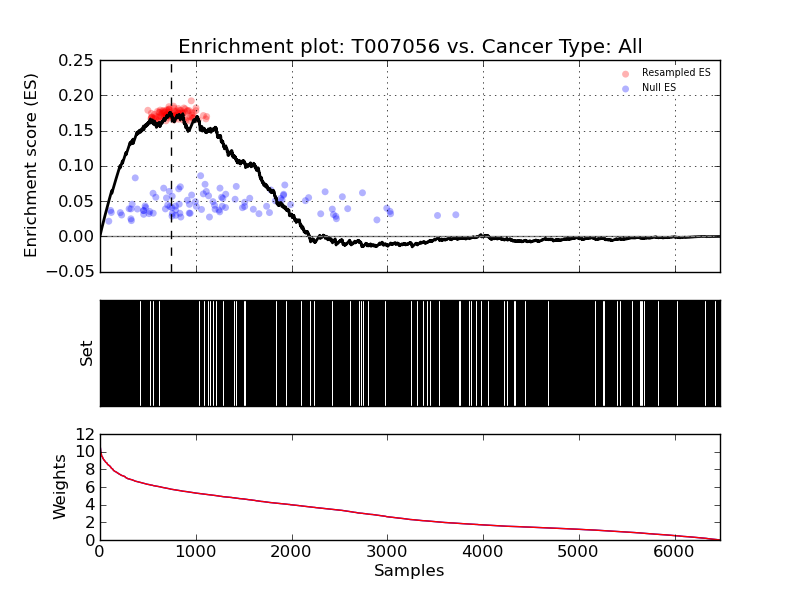 Enrichment plot: T007056 vs. Cancer Type: All
Enrichment score (ES)
0.25
0.20
0.15
0.10
0.05
0.00
−0.05
Resampled ES
Null ES
Set
Weights
12
10
8
6
4
2
0
0 1000 2000 3000 4000 5000 6000
Samples